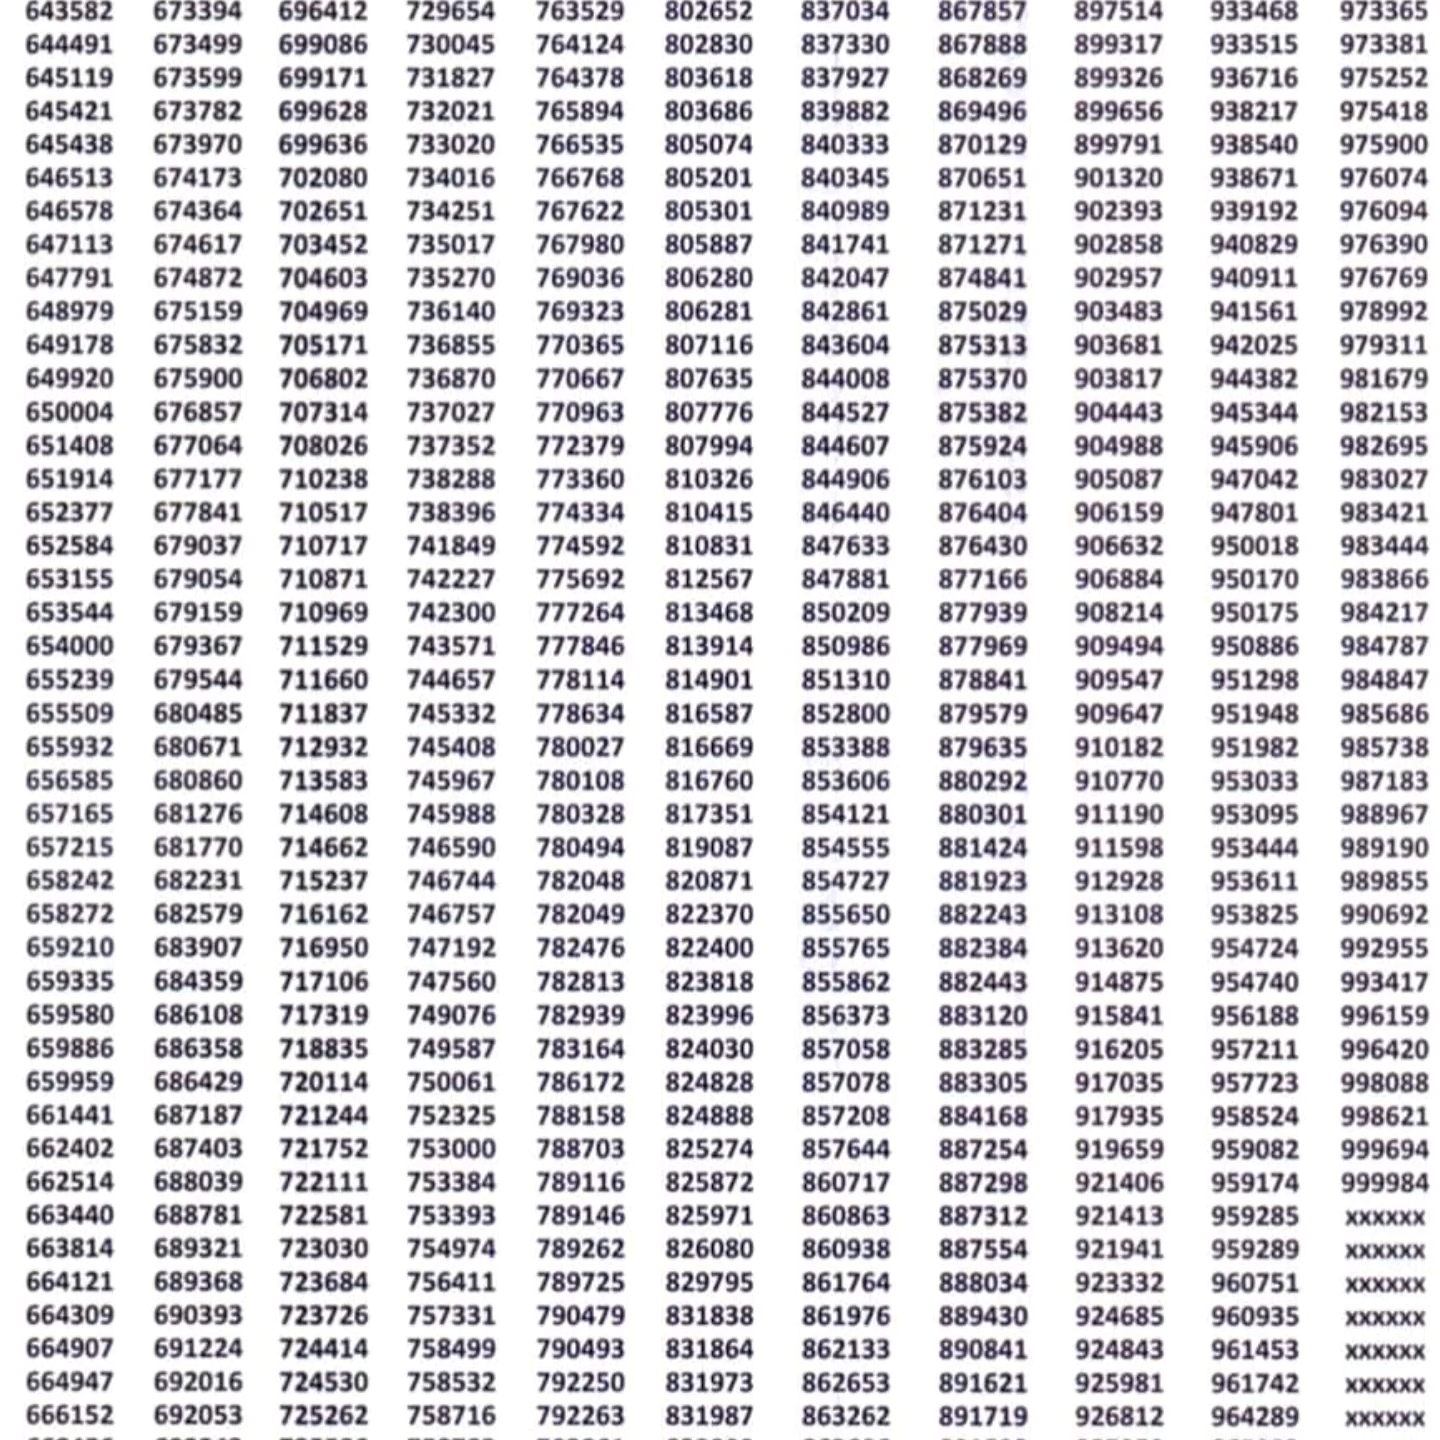 643582 673394 696412 729654 763529 802652 837034 867857 897514 933468 973365
644491 673499 699086 730045 764124 802830 837330 867888 899317 933515 973381
645119 673599 699171 731827 764378 803618 837927 868269 899326 936716 975252
645421 673782 699628 732021 765894 803686 839882 869496 899656 938217 975418
645438 673970 699636 733020 766535 805074 840333 870129 899791 938540 975900
646513 674173 702080 734016 766768 805201 840345 870651 901320 938671 976074
646578 674364 702651 734251 767622 805301 840989 871231 902393 939192 976094
647113 674617 703452 735017 767980 805887 841741 871271 902858 940829 976390
647791 674872 704603 735270 769036 806280 842047 874841 902957 940911 976769
648979 675159 704969 736140 769323 806281 842861 875029 903483 941561 978992
649178 675832 705171 736855 770365 807116 843604 875313 903681 942025 979311
649920 675900 706802 736870 770667 807635 844008 875370 903817 944382 981679
650004 676857 707314 737027 770963 807776 844527 875382 904443 945344 982153
651408 677064 708026 737352 772379 807994 844607 875924 904988 945906 982695
651914 677177 710238 738288 773360 810326 844906 876103 905087 947042 983027
652377 677841 710517 738396 774334 810415 846440 876404 906159 947801 983421
652584 679037 710717 741849 774592 810831 847633 876430 906632 950018 983444
653155 679054 710871 742227 775692 812567 847881 877166 906884 950170 983866
653544 679159 710969 742300 777264 813468 850209 877939 908214 950175 984217
654000 679367 711529 743571 777846 813914 850986 877969 909494 950886 984787
655239 679544 711660 744657 778114 814901 851310 878841 909547 951298 984847
655509 680485 711837 745332 778634 816587 852800 879579 909647 951948 985686
655932 680671 712932 745408 780027 816669 853388 879635 910182 951982 985738
656585 680860 713583 745967 780108 816760 853606 880292 910770 953033 987183
657165 681276 714608 745988 780328 817351 854121 880301 911190 953095 988967
657215 681770 714662 746590 780494 819087 854555 881424 911598 953444 989190
658242 682231 715237 746744 782048 820871 854727 881923 912928 953611 989855
658272 682579 716162 746757 782049 822370 855650 882243 913108 953825 990692
659210 683907 716950 747192 782476 822400 855765 882384 913620 954724 992955
659335 684359 717106 747560 782813 823818 855862 882443 914875 954740 993417
659580 686108 717319 749076 782939 823996 856373 883120 915841 956188 996159
659886 686358 718835 749587 783164 824030 857058 883285 916205 957211 996420
659959 686429 720114 750061 786172 824828 857078 883305 917035 957723 998088
661441 687187 721244 752325 788158 824888 857208 884168 917935 958524 998621
662402 687403 721752 753000 788703 825274 857644 887254 919659 959082 999694
662514 688039 722111 753384 789116 825872 860717 887298 921406 959174 999984
663440 688781 722581 753393 789146 825971 860863 887312 921413 959285 xxxxxx
663814 689321 723030 754974 789262 826080 860938 887554 921941 959289 xxxxxx
664121 689368 723684 756411 789725 829795 861764 888034 923332 960751 xxxxxx
664309 690393 723726 757331 790479 831838 861976 889430 924685 960935 xxxxxx
664907 691224 724414 758499 790493 831864 862133 890841 924843 961453 xxxxxx
664947 692016 724530 758532 792250 831973 862653 891621 925981 961742 xxxxxx
666152 692053 725262 758716 792263 831987 863262 891719 926812 964289 xxxxxx